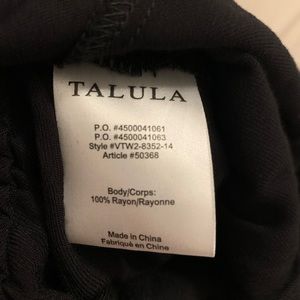 TALULA
P.O. #4500041061
P.O. #4500041063
Style #VTW2-8352-14
Article #50368
Body/Corps:
100% Rayon/Rayonne
Made in China
Fabriqué en Chine